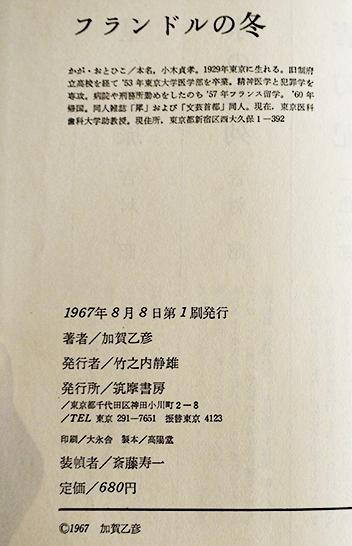 フランドルの冬
かが・おとひこ/本名，小木貞孝。1929年東京に生れる。旧制府
立高校を経て '53年東京大学医学部を卒業。精神医学と犯罪学を
専攻。病院や刑務所勤めをしたのち '57年フランス留学。'60年
帰国。同人雑誌「犀」および「文芸首都」同人。現在，東京医科
歯科大学助教授。現住所，東京都新宿区西大久保1—392
1967年8月8日第1刷発行
著者/加賀乙彦
発行者/竹之内静雄
発行所/筑摩書房
/東京都千代田区神田小川町2－8
/TEL 東京 291－7651 振替東京 4123
印刷/大永舎 製本/高陽堂
装幀者/斎藤寿一
定価/680円
©1967 加賀乙彦